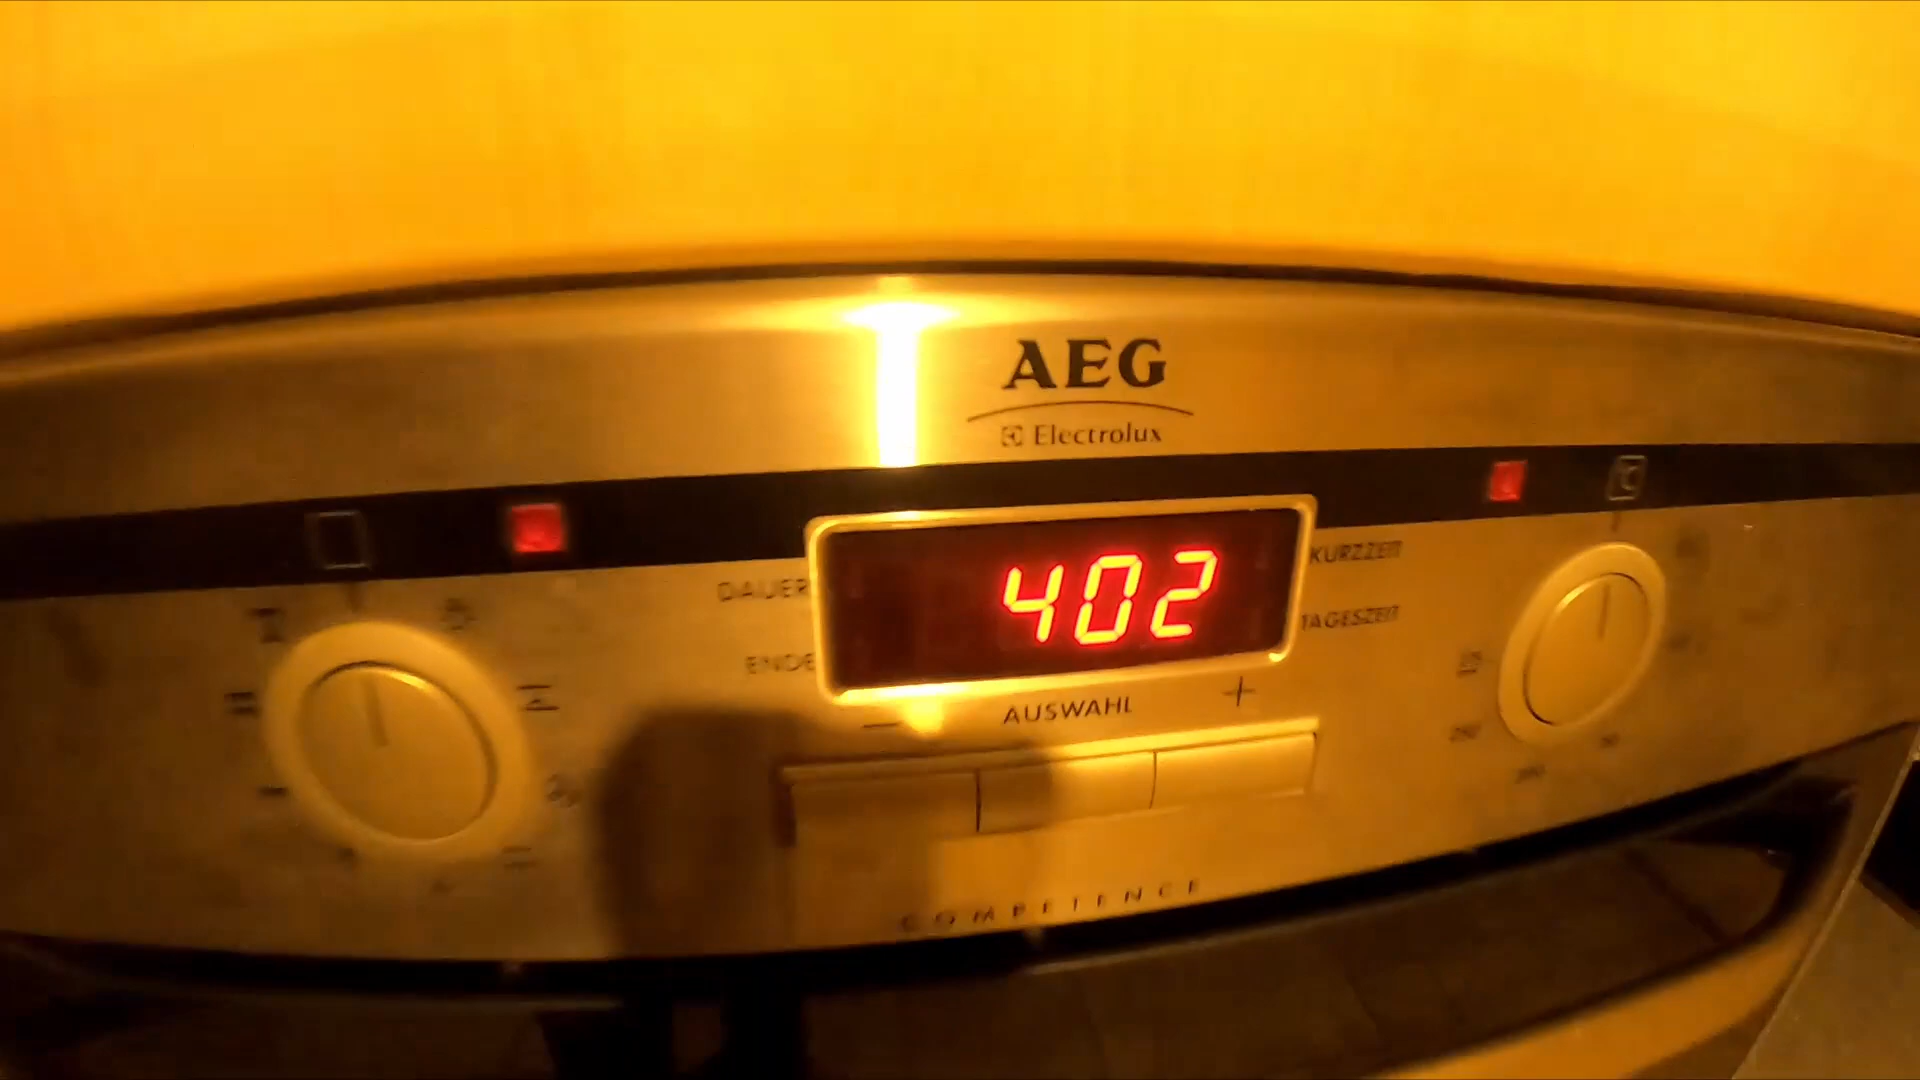 AEG
Electrolux
402
DAUER
KURZZEIT
ENDE
TAGESZEIT
— AUSWAHL +
COMPETENCE